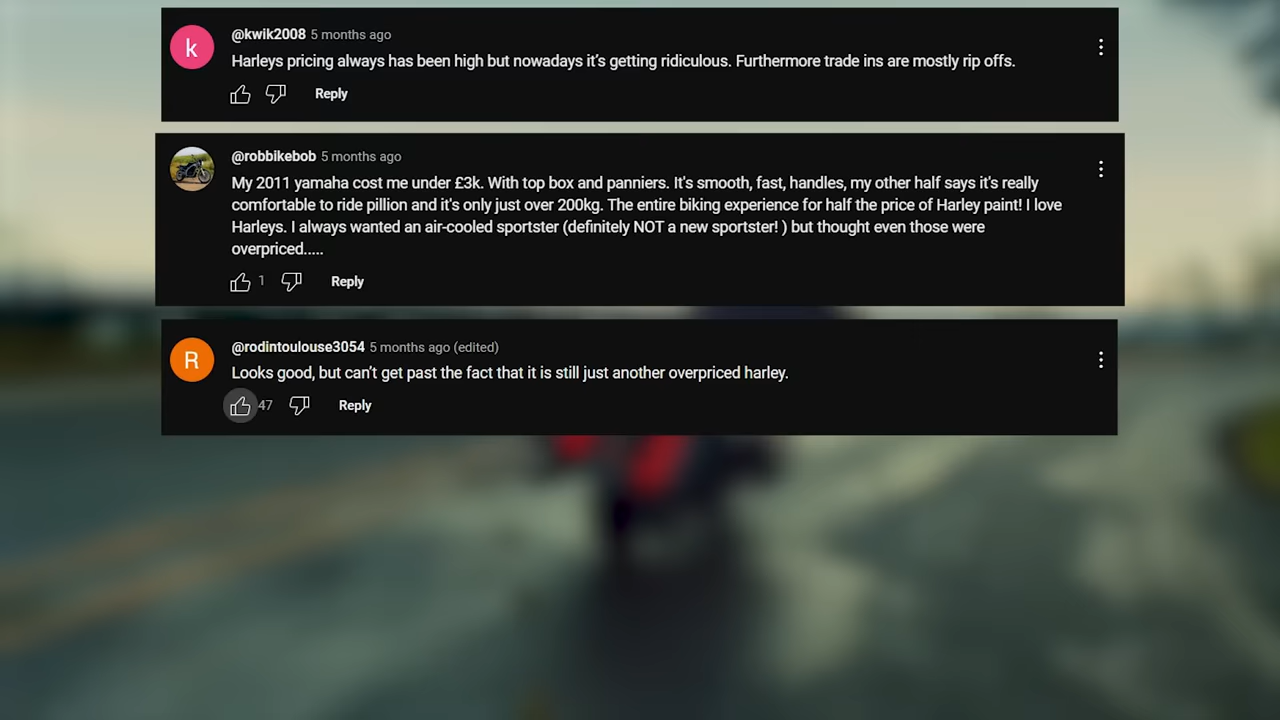 @kwik2008 5 months ago
Harleys pricing always has been high but nowadays it's getting ridiculous. Furthermore trade ins are mostly rip offs.
Reply
@robbikebob 5 months ago
My 2011 yamaha cost me under £3k. With top box and panniers. It's smooth, fast, handles, my other half says it's really
comfortable to ride pillion and it's only just over 200kg. The entire biking experience for half the price of Harley paint! I love
Harleys. I always wanted an air-cooled sportster (definitely NOT a new sportster! ) but thought even those were
overpriced.....
1 Reply
@rodintoulouse3054 5 months ago (edited)
Looks good, but can't get past the fact that it is still just another overpriced harley.
47 Reply